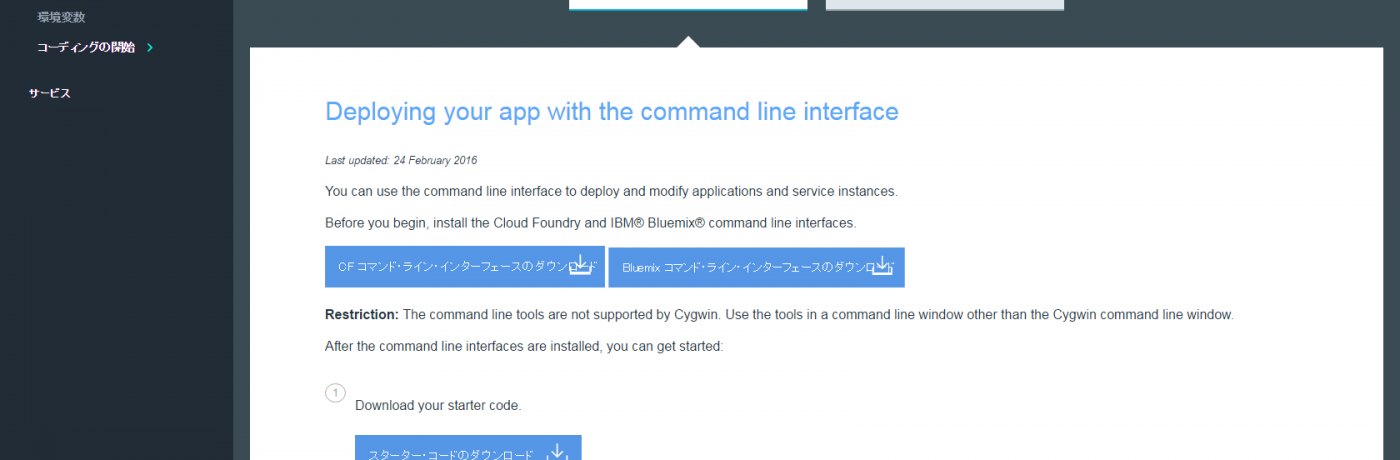 環境変数
コーディングの開始
サービス
Deploying your app with the command line interface
Last updated: 24 February 2016
You can use the command line interface to deploy and modify applications and service instances.
Before you begin, install the Cloud Foundry and IBM® Bluemix® command line interfaces.
CF コマンド・ライン・インターフェースのダウンロード
Bluemix コマンド・ライン・インターフェースのダウンロード
Restriction: The command line tools are not supported by Cygwin. Use the tools in a command line window other than the Cygwin command line window.
After the command line interfaces are installed, you can get started:
1
Download your starter code.
スターター・コードのダウンロード